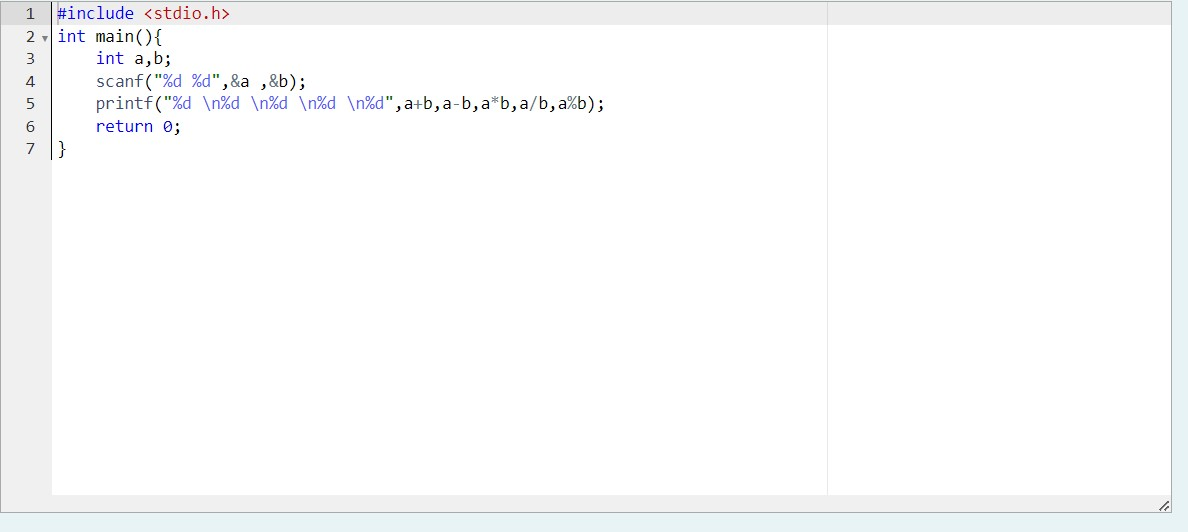 1 #include <stdio.h>
2 int main(){
3     int a,b;
4     scanf("%d %d",&a ,&b);
5     printf("%d \n%d \n%d \n%d \n%d",a+b,a-b,a*b,a/b,a%b);
6     return 0;
7 }